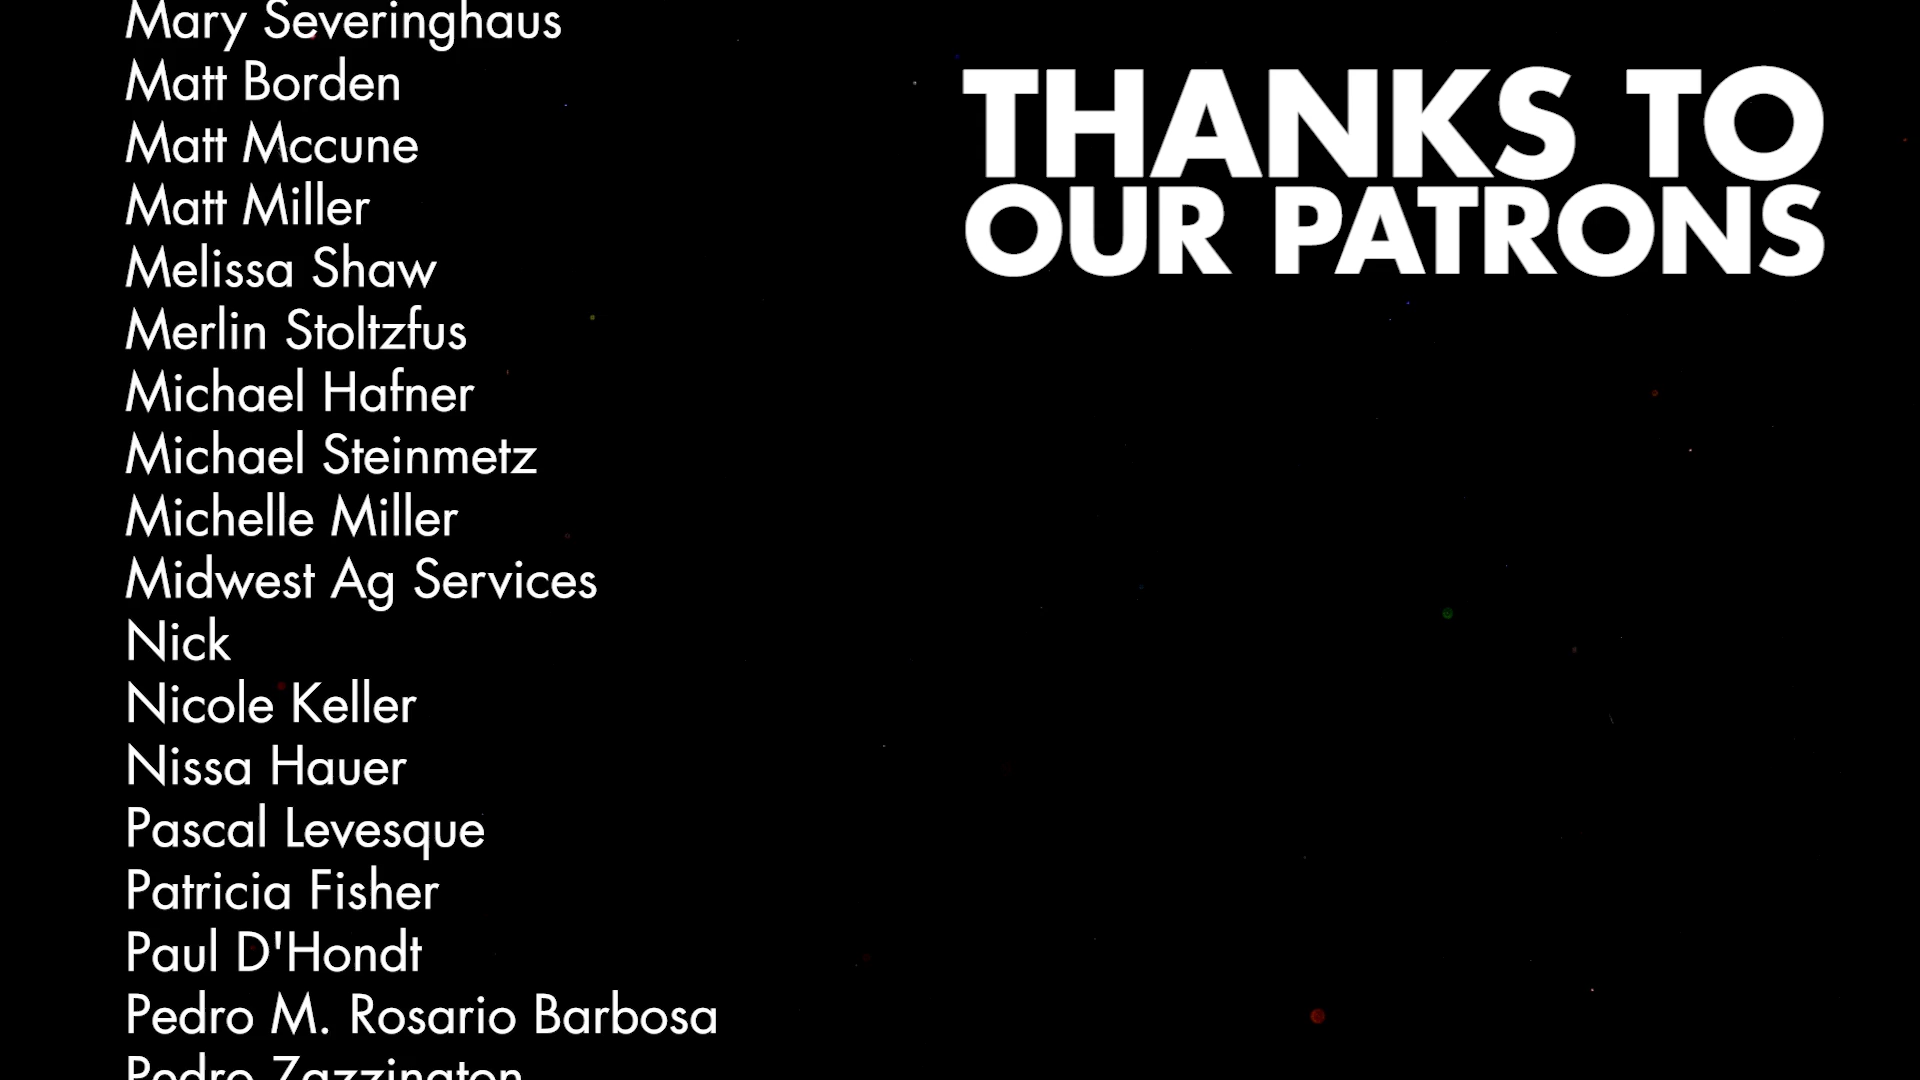 Mary Severinghaus
Matt Borden
Matt Mccune
Matt Miller
Melissa Shaw
Merlin Stoltzfus
Michael Hafner
Michael Steinmetz
Michelle Miller
Midwest Ag Services
Nick
Nicole Keller
Nissa Hauer
Pascal Levesque
Patricia Fisher
Paul D'Hondt
Pedro M. Rosario Barbosa
Pedro Zazzington
THANKS TO
OUR PATRONS